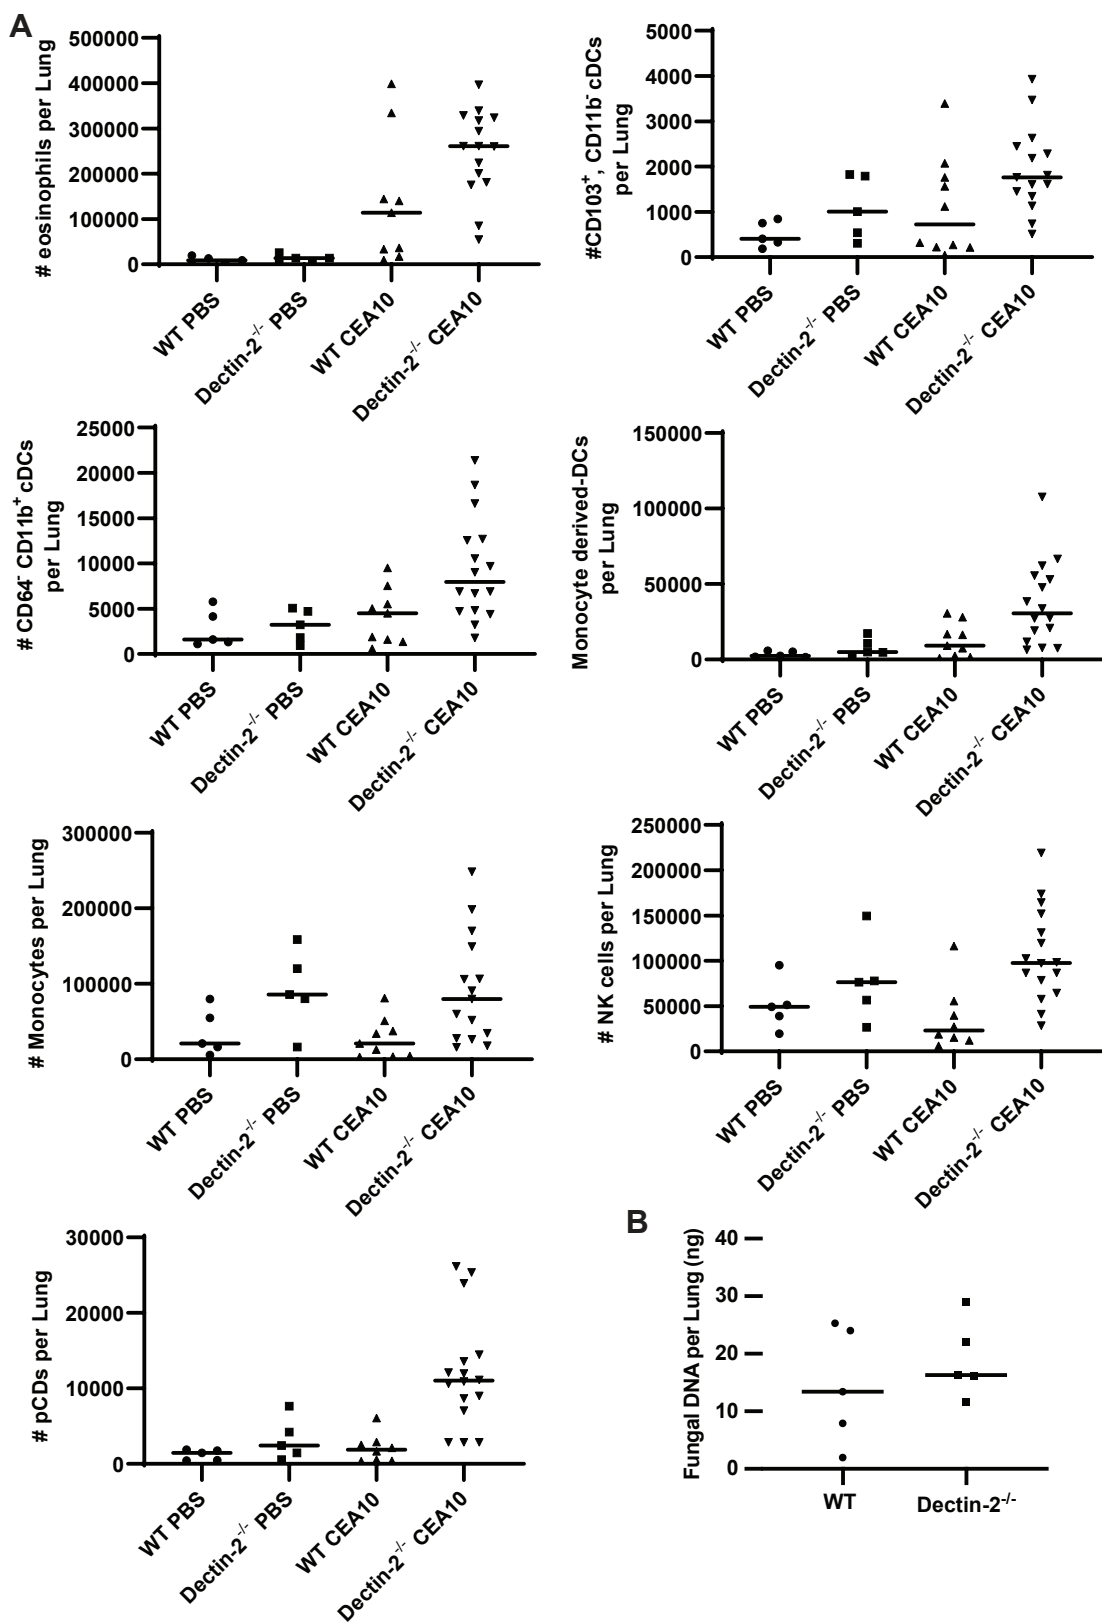 A
# eosinophils per Lung
500000
400000
300000
200000
100000
0
WT PBS
Dectin-2-/- PBS
WT CEA10
Dectin-2-/- CEA10
#CD103+, CD11b- cDCs
per Lung
5000
4000
3000
2000
1000
0
WT PBS
Dectin-2-/- PBS
WT CEA10
Dectin-2-/- CEA10
# CD64- CD11b+ cDCs
per Lung
25000
20000
15000
10000
5000
0
WT PBS
Dectin-2-/- PBS
WT CEA10
Dectin-2-/- CEA10
Monocyte derived-DCs
per Lung
150000
100000
50000
0
WT PBS
Dectin-2-/- PBS
WT CEA10
Dectin-2-/- CEA10
# Monocytes per Lung
300000
200000
100000
0
WT PBS
Dectin-2-/- PBS
WT CEA10
Dectin-2-/- CEA10
# NK cells per Lung
250000
200000
150000
100000
50000
0
WT PBS
Dectin-2-/- PBS
WT CEA10
Dectin-2-/- CEA10
# pCDs per Lung
30000
20000
10000
0
WT PBS
Dectin-2-/- PBS
WT CEA10
Dectin-2-/- CEA10
B
Fungal DNA per Lung (ng)
40
30
20
10
0
WT
Dectin-2-/-